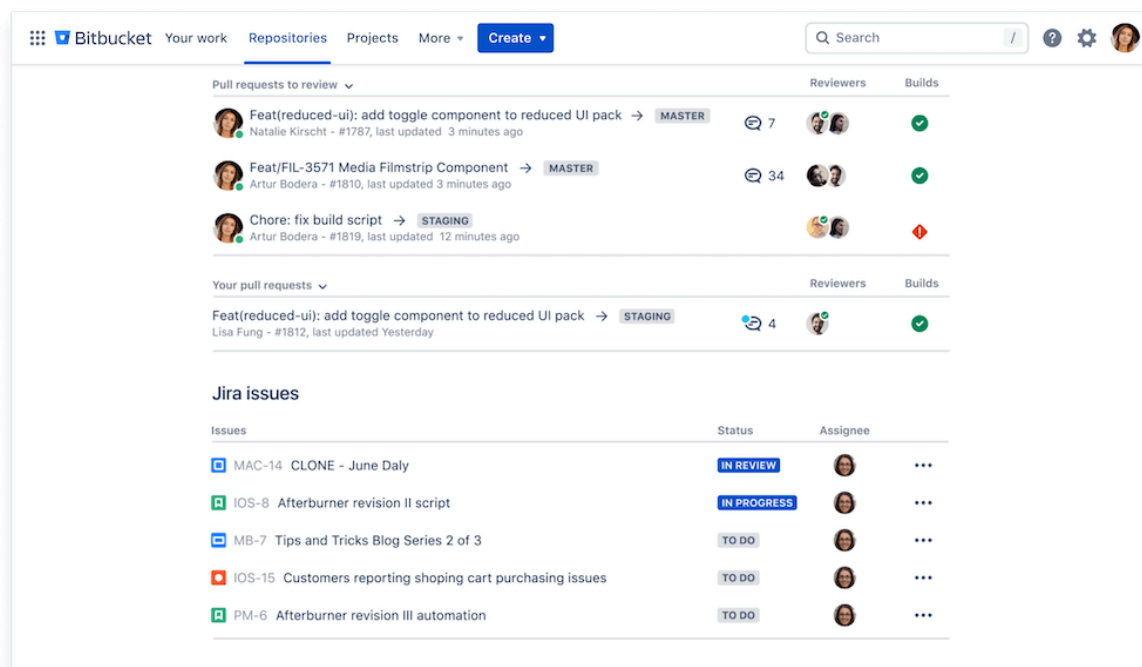 Bitbucket Your work Repositories Projects More Create Search /
Pull requests to review Reviewers Builds
Feat(reduced-ui): add toggle component to reduced UI pack → MASTER 7
Natalie Kirscht - #1787, last updated 3 minutes ago
Feat/FIL-3571 Media Filmstrip Component → MASTER 34
Artur Bodera - #1810, last updated 3 minutes ago
Chore: fix build script → STAGING
Artur Bodera - #1819, last updated 12 minutes ago
Your pull requests Reviewers Builds
Feat(reduced-ui): add toggle component to reduced UI pack → STAGING 4
Lisa Fung - #1812, last updated Yesterday
Jira issues
Issues Status Assignee
MAC-14 CLONE - June Daly IN REVIEW
IOS-8 Afterburner revision II script IN PROGRESS
MB-7 Tips and Tricks Blog Series 2 of 3 TO DO
IOS-15 Customers reporting shoping cart purchasing issues TO DO
PM-6 Afterburner revision III automation TO DO